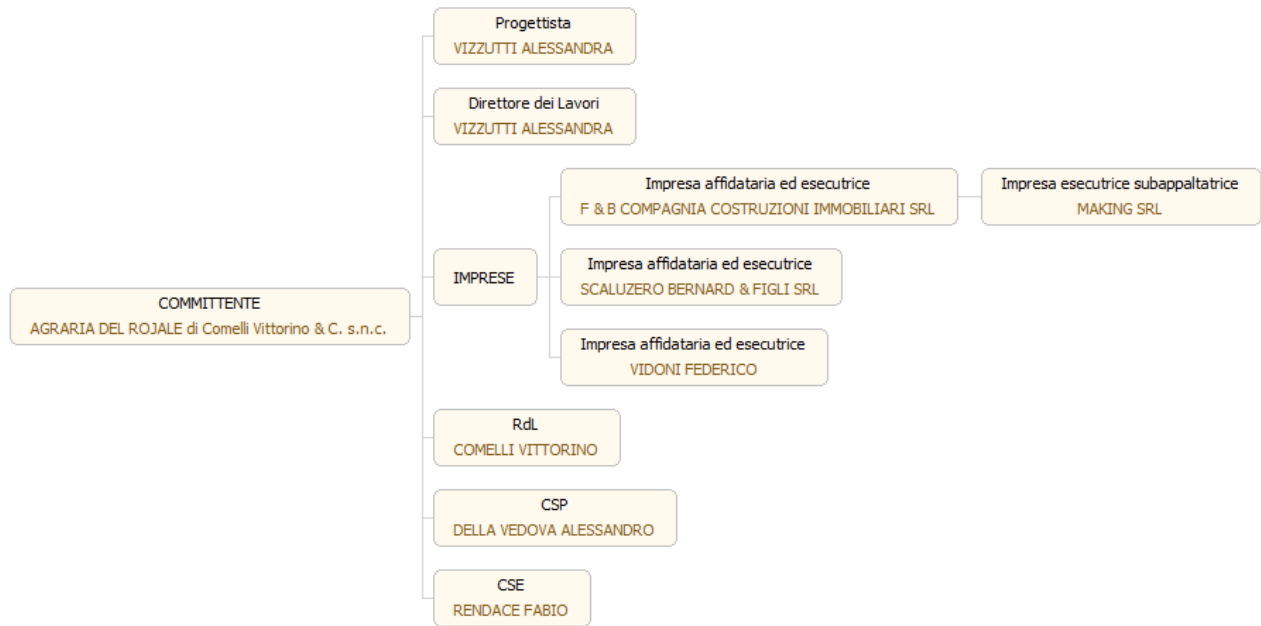 Progettista
VIZZUTTI ALESSANDRA
Direttore dei Lavori
VIZZUTTI ALESSANDRA
Impresa affidataria ed esecutrice
F & B COMPAGNIA COSTRUZIONI IMMOBILIARI SRL
Impresa esecutrice subappaltatrice
MAKING SRL
IMPRESE
Impresa affidataria ed esecutrice
SCALUZERO BERNARD & FIGLI SRL
COMMITTENTE
AGRARIA DEL ROJALE di Comelli Vittorino & C. s.n.c.
Impresa affidataria ed esecutrice
VIDONI FEDERICO
RdL
COMELLI VITTORINO
CSP
DELLA VEDOVA ALESSANDRO
CSE
RENDACE FABIO